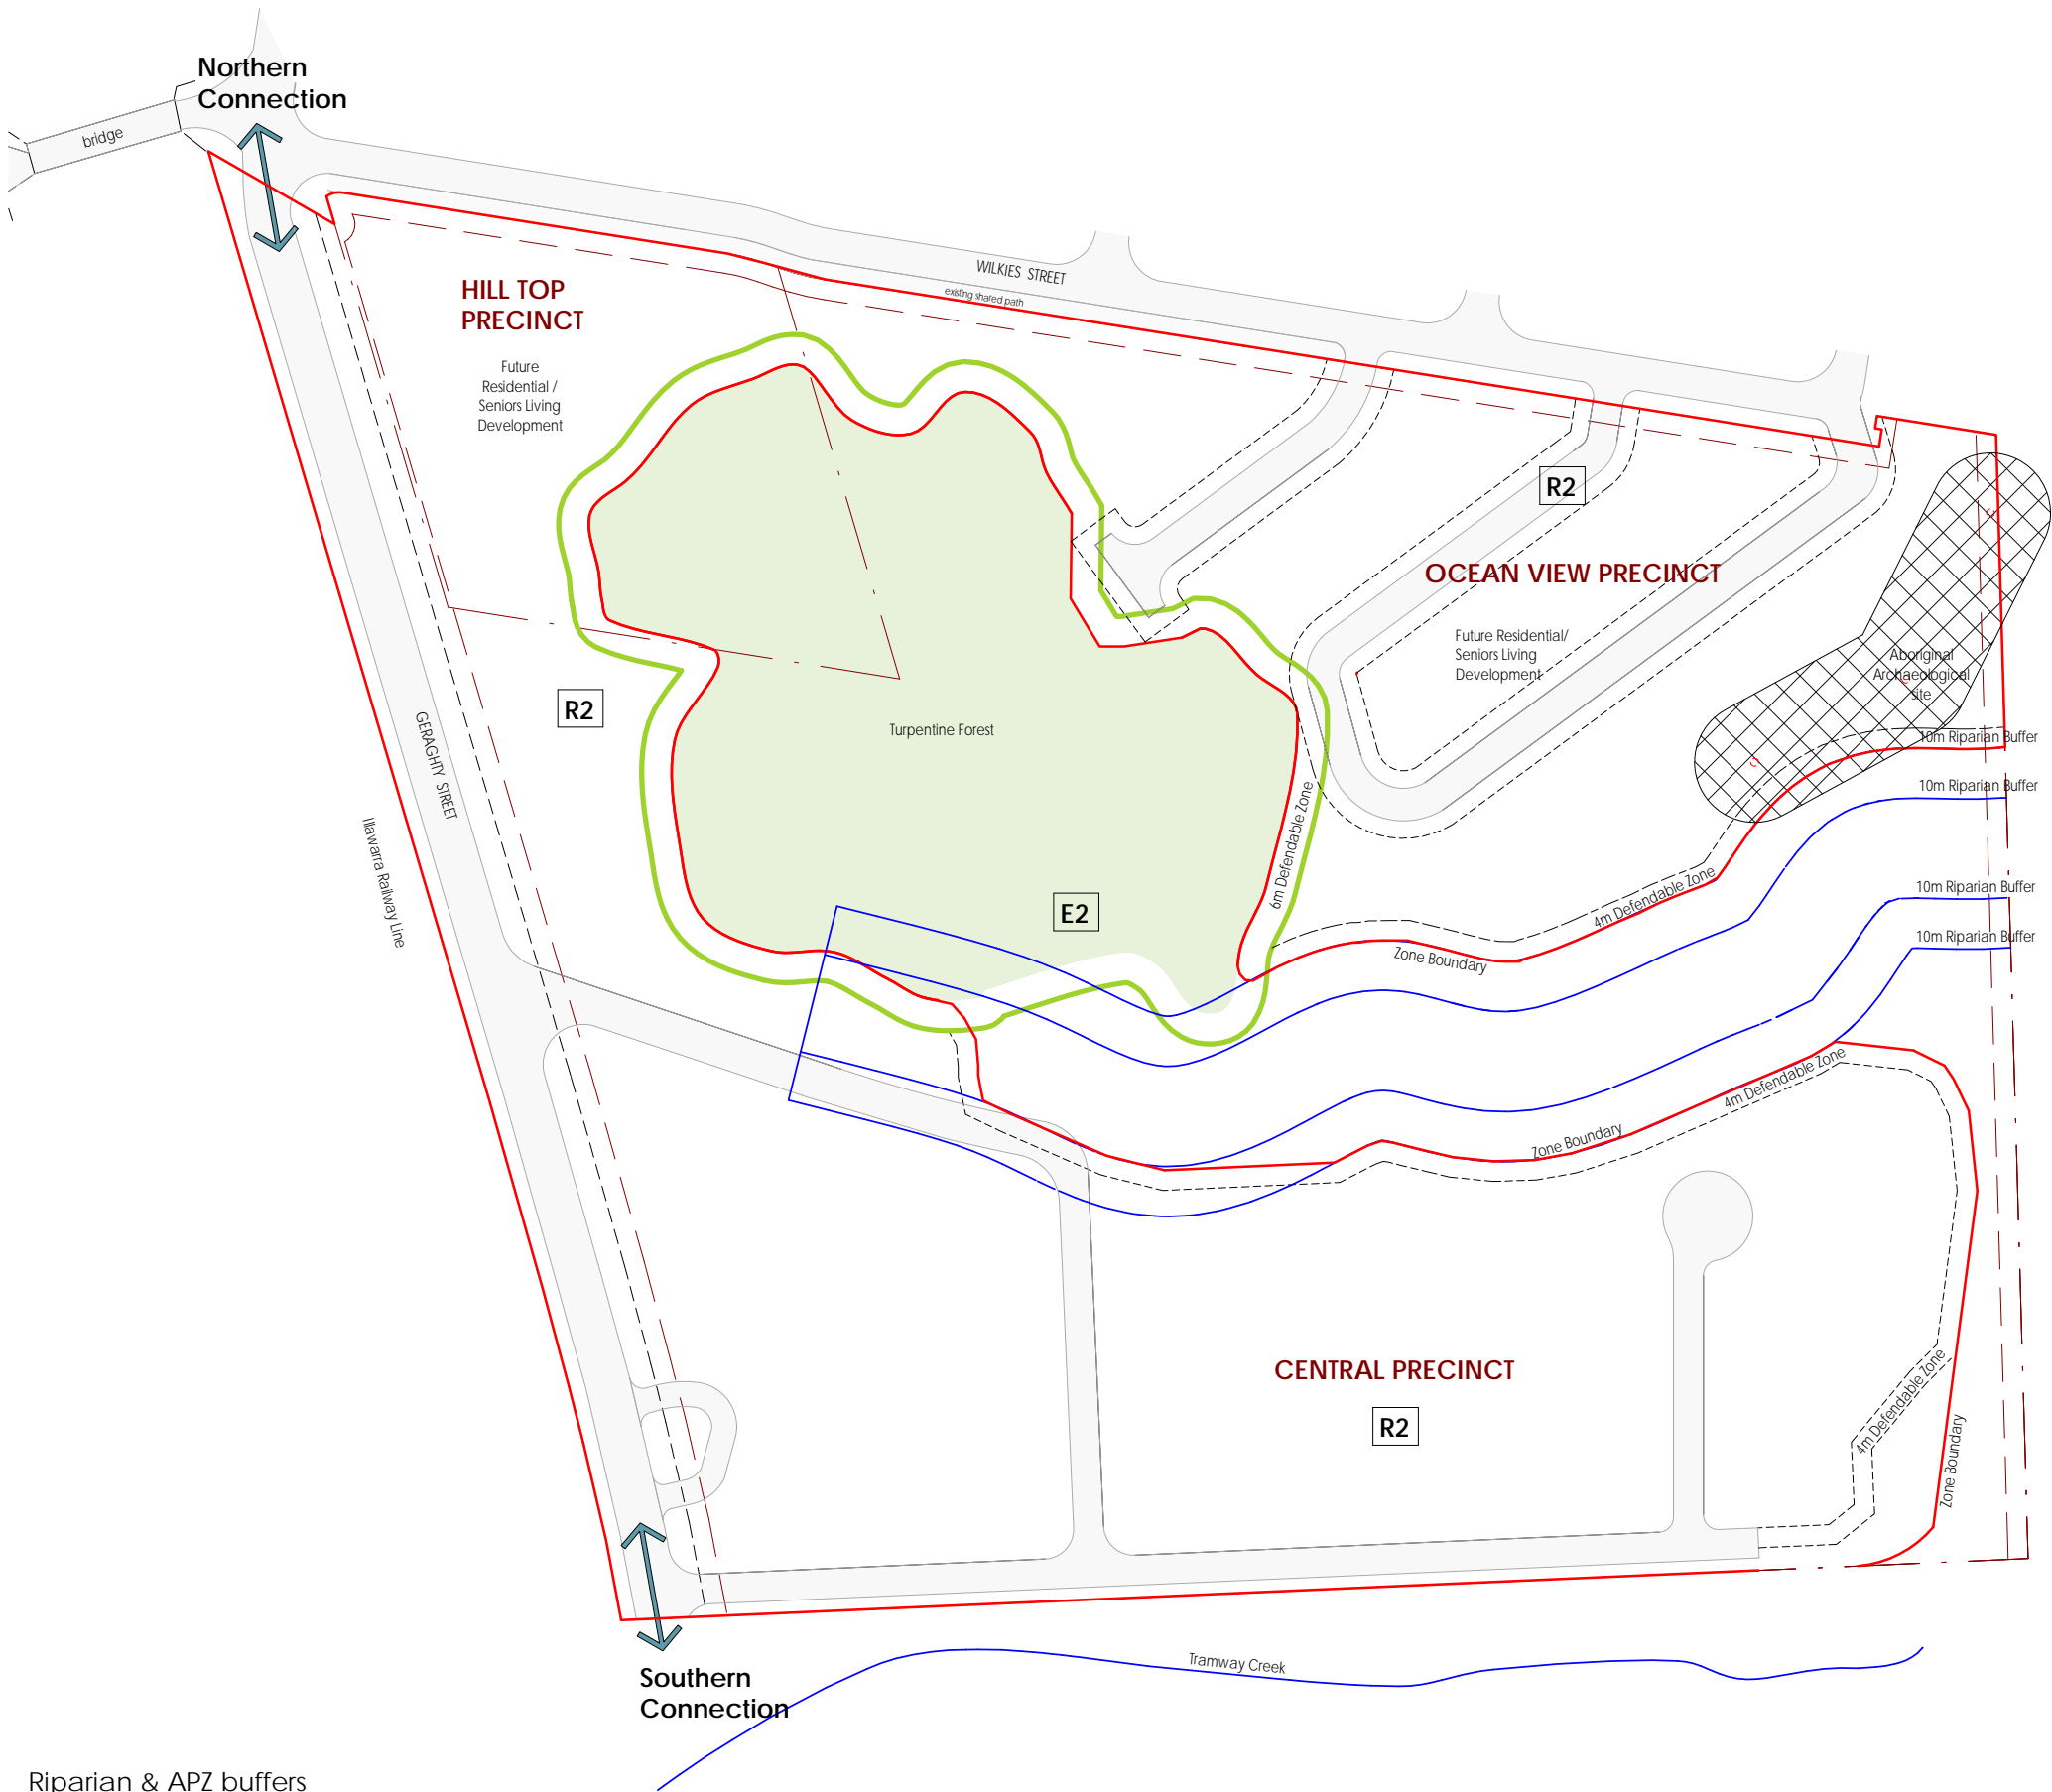 Northern
Connection
bridge
WILKIES STREET
existing shared path
HILL TOP
PRECINCT
Future
Residential /
Seniors Living
Development
R2
OCEAN VIEW PRECINCT
Future Residential/
Seniors Living
Development
Aboriginal
Archaeological
site
R2
GERAGHTY STREET
Illawarra Railway Line
Turpentine Forest
10m Riparian Buffer
10m Riparian Buffer
6m Defendable Zone
E2
4m Defendable Zone
10m Riparian Buffer
10m Riparian Buffer
Zone Boundary
4m Defendable Zone
Zone Boundary
CENTRAL PRECINCT
R2
4m Defendable Zone
Zone Boundary
Tramway Creek
Southern
Connection
Riparian & APZ buffers